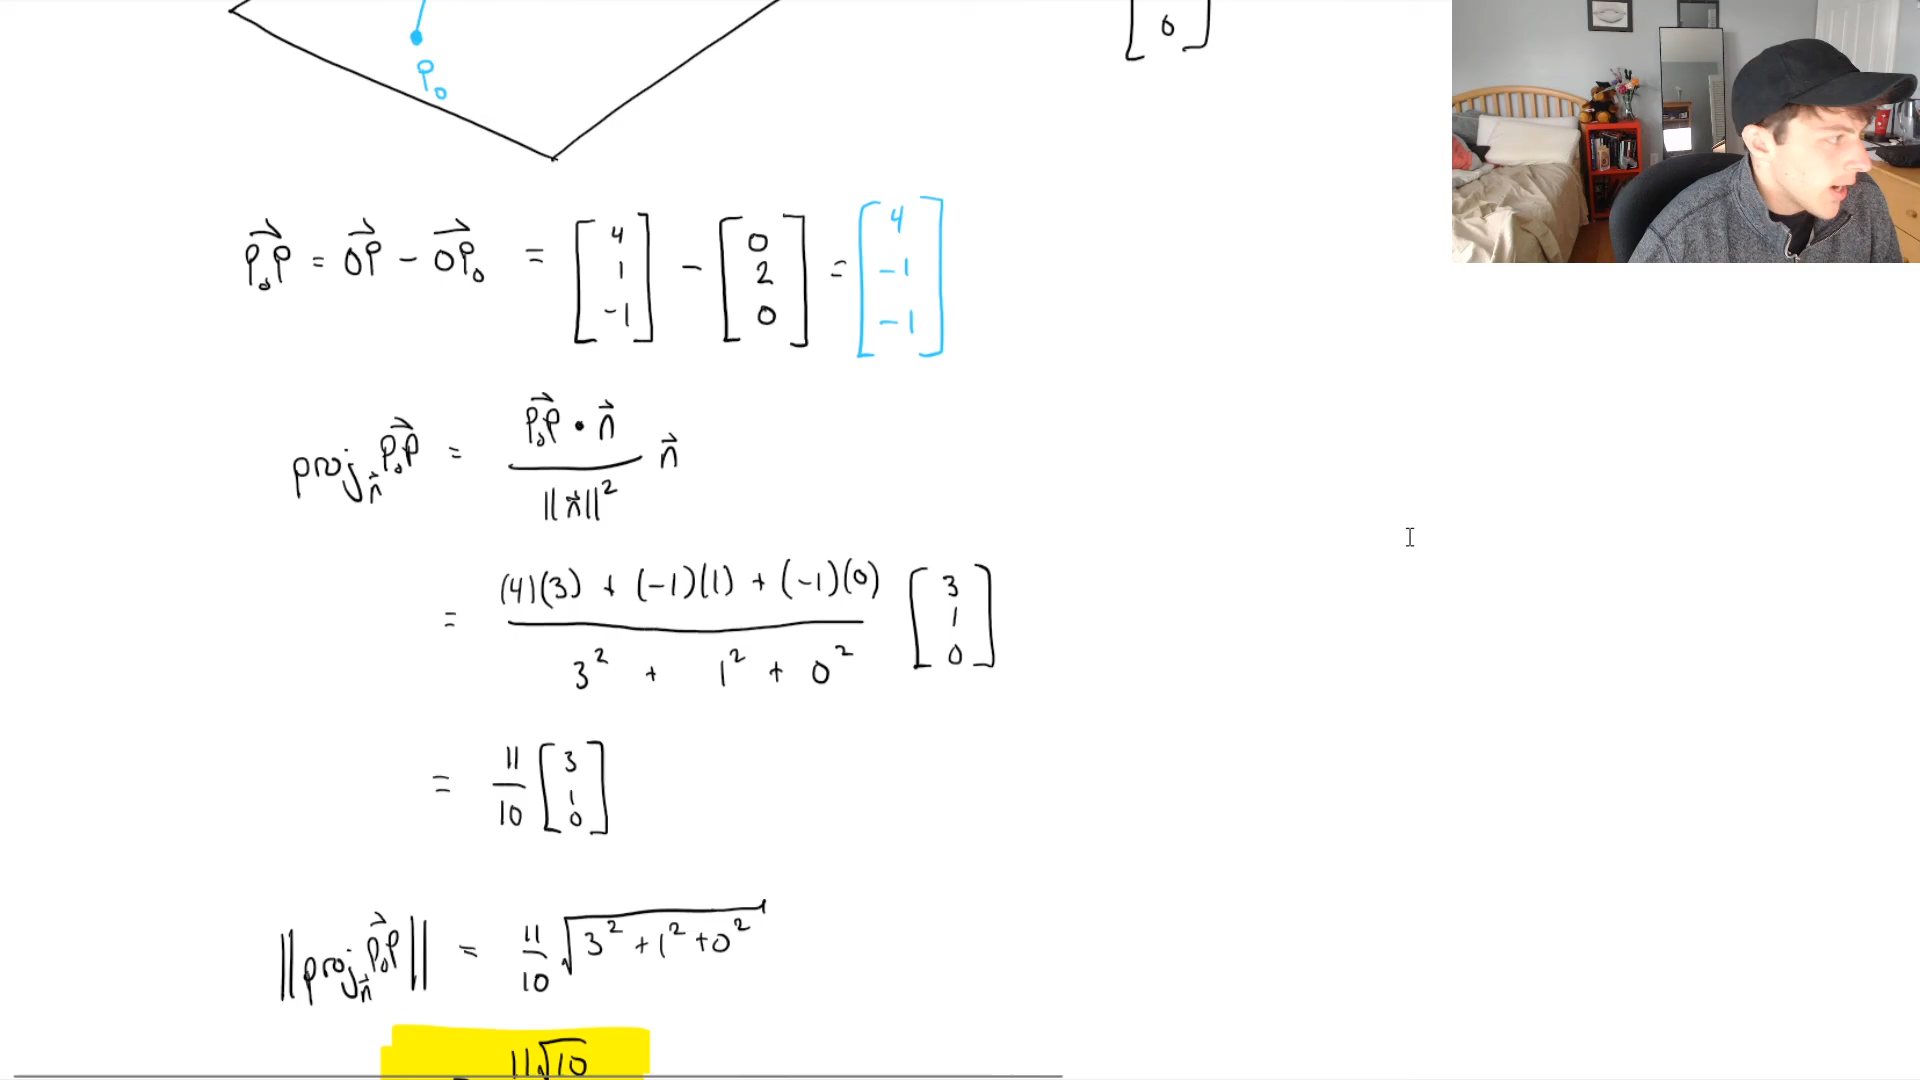 0
P₀
P₀P⃗ = OP⃗ - OP₀⃗ = [4 1 -1] - [0 2 0] = [4 -1 -1]
proj_n⃗ P₀P⃗ = (P₀P⃗ • n⃗) / ||n⃗||² n⃗
= ((4)(3) + (-1)(1) + (-1)(0)) / (3² + 1² + 0²) [3 1 0]
= 11/10 [3 1 0]
||proj_n⃗ P₀P⃗|| = 11/10 √(3² + 1² + 0²)
11√10